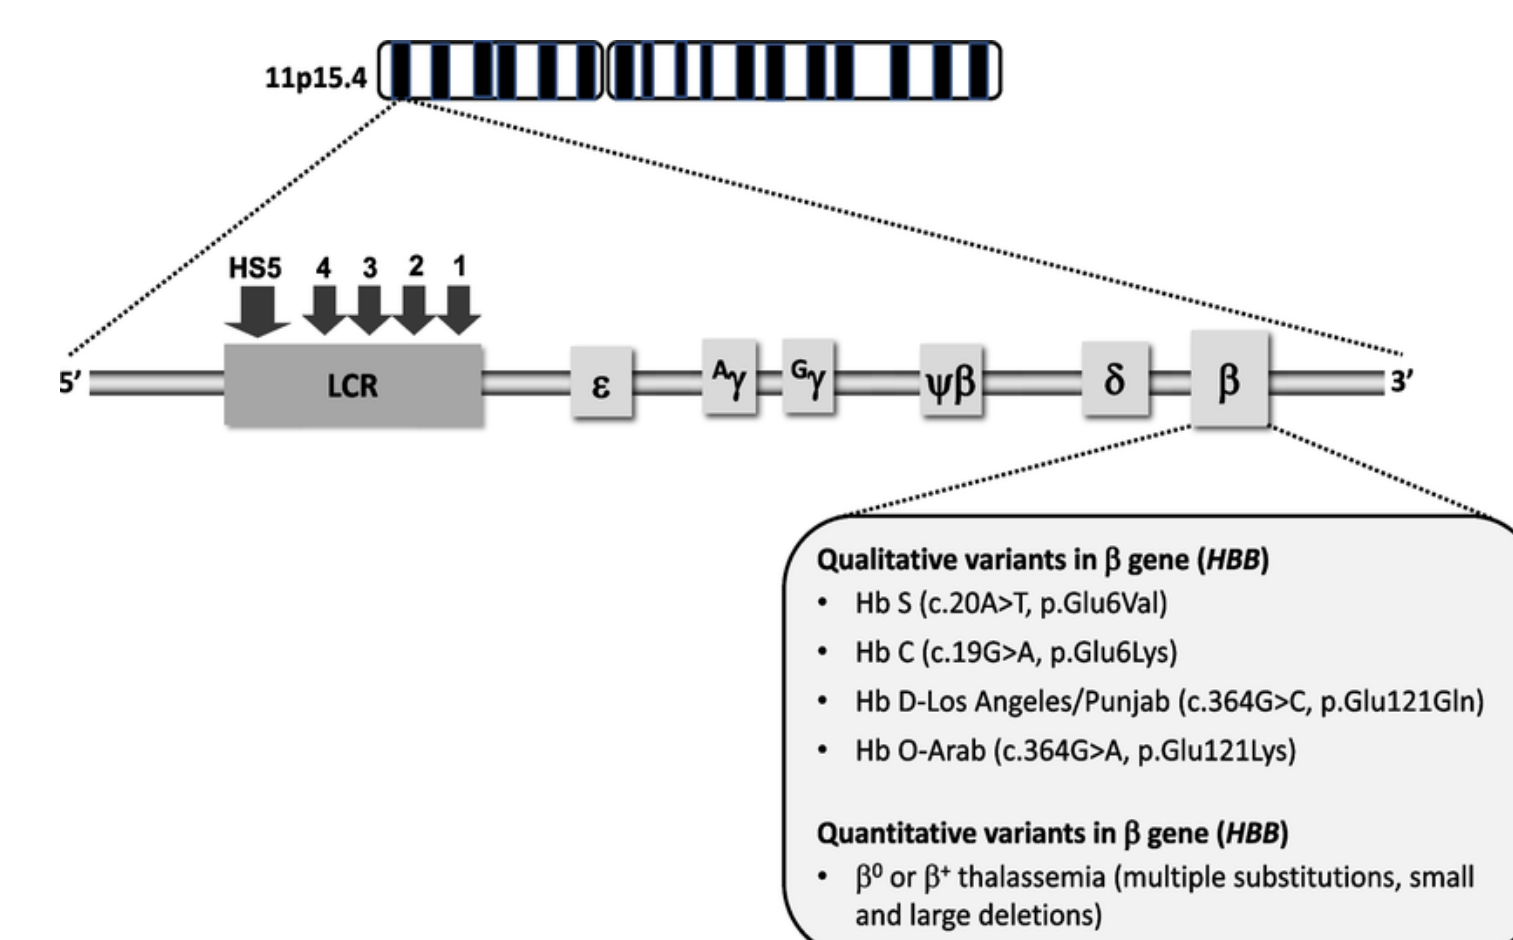 11p15.4
HS5 4 3 2 1
5’ LCR ε Aγ Gγ ψβ δ β 3’
Qualitative variants in β gene (HBB)
• Hb S (c.20A>T, p.Glu6Val)
• Hb C (c.19G>A, p.Glu6Lys)
• Hb D-Los Angeles/Punjab (c.364G>C, p.Glu121Gln)
• Hb O-Arab (c.364G>A, p.Glu121Lys)
Quantitative variants in β gene (HBB)
• β⁰ or β⁺ thalassemia (multiple substitutions, small
and large deletions)